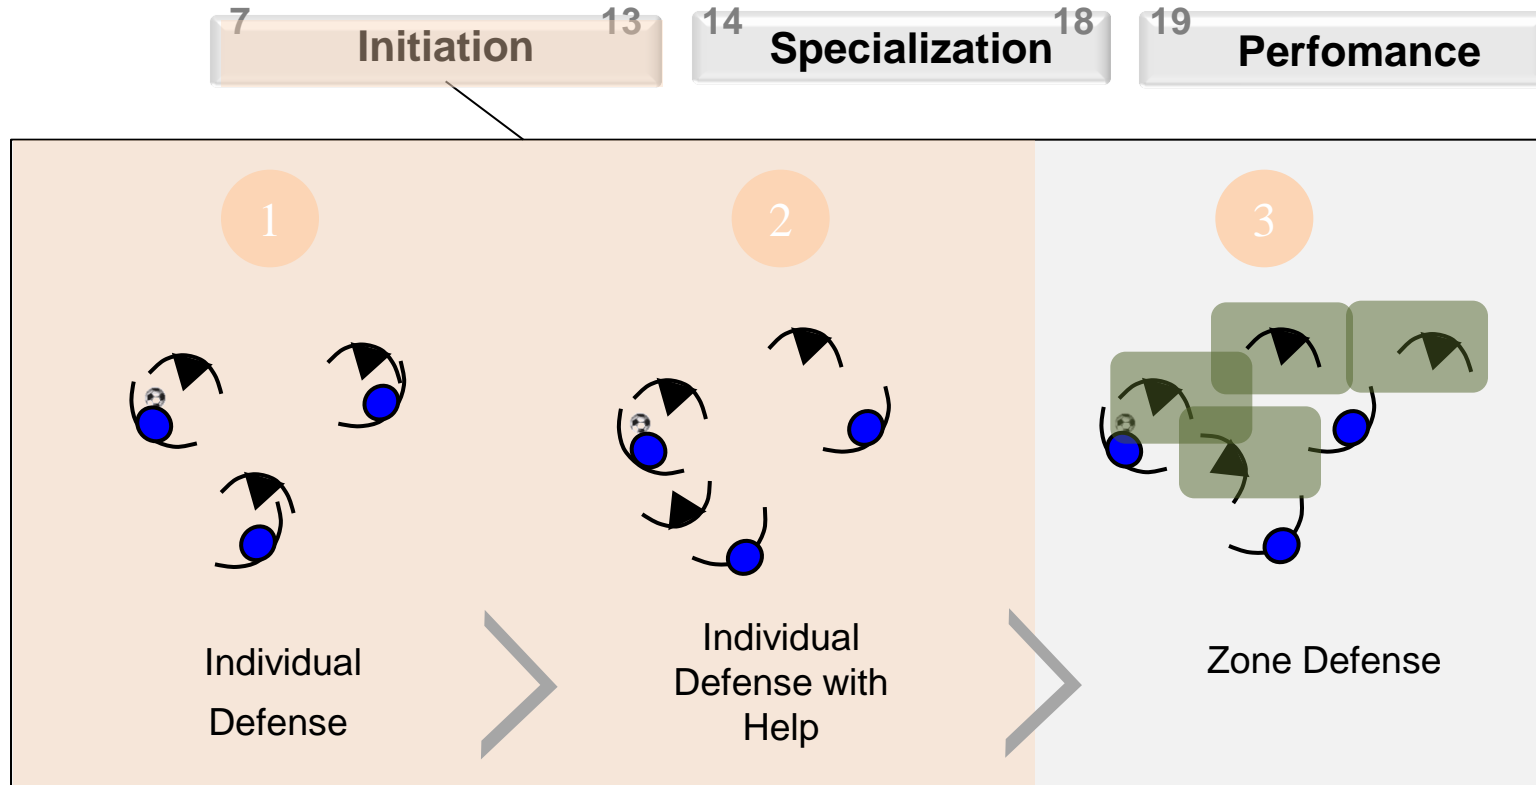 7 13 14 18 19
Initiation Specialization Perfomance
1 2 3
Individual
Defense
Individual
Defense with
Help
Zone Defense